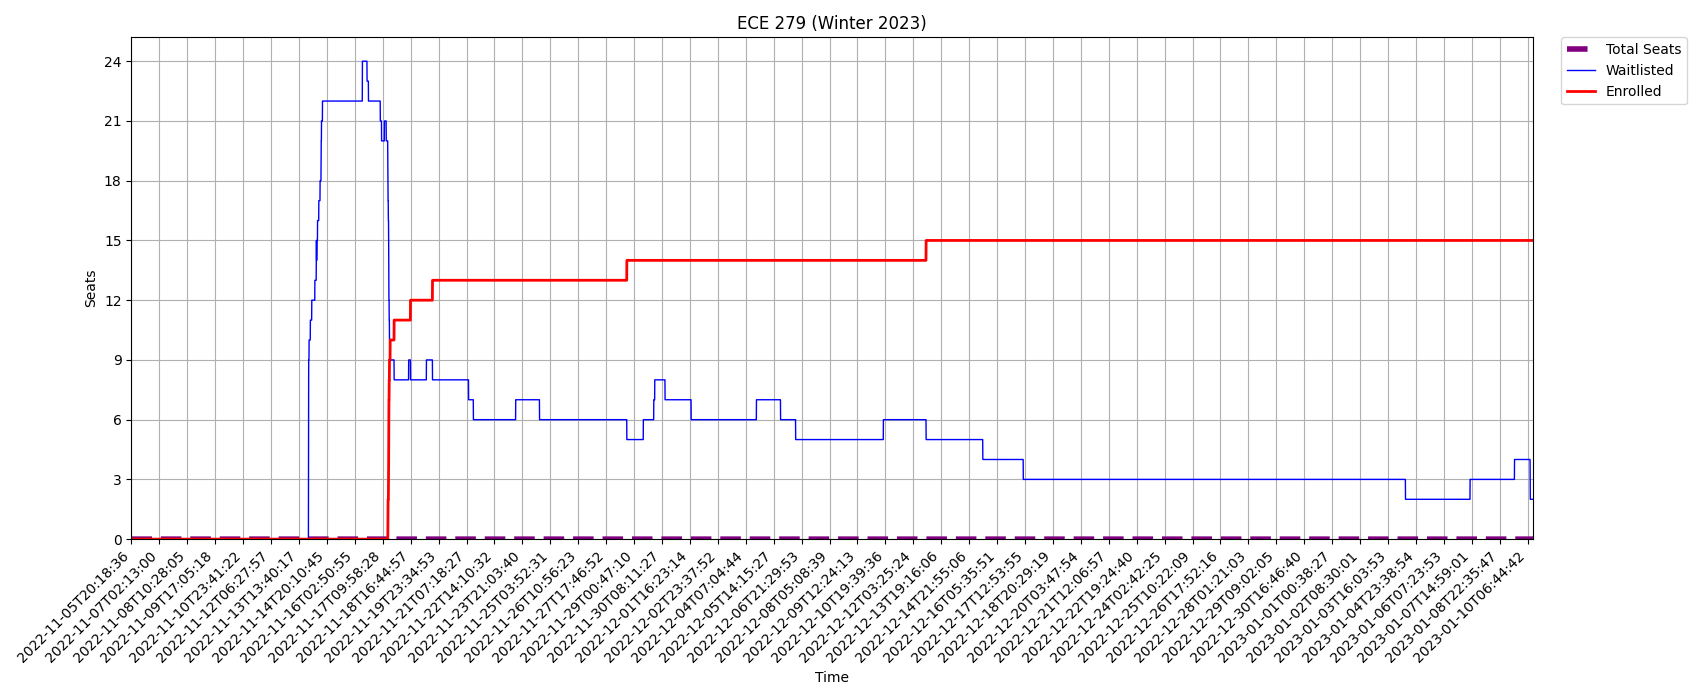 ECE 279 (Winter 2023)
Total Seats
Waitlisted
Enrolled
Seats
24
21
18
15
12
9
6
3
0
2022-11-05T20:18:36
2022-11-07T02:13:00
2022-11-08T10:28:05
2022-11-09T17:05:18
2022-11-10T23:41:22
2022-11-12T06:27:57
2022-11-13T13:40:17
2022-11-14T20:10:45
2022-11-16T02:50:55
2022-11-17T09:58:28
2022-11-18T16:44:57
2022-11-19T23:34:53
2022-11-21T07:18:27
2022-11-22T14:10:32
2022-11-23T21:03:40
2022-11-25T03:52:31
2022-11-26T10:56:23
2022-11-27T17:46:52
2022-11-29T00:47:10
2022-11-30T08:11:27
2022-12-01T16:23:14
2022-12-02T23:37:52
2022-12-04T07:04:44
2022-12-05T14:15:27
2022-12-06T21:29:53
2022-12-08T05:08:39
2022-12-09T12:24:13
2022-12-10T19:39:36
2022-12-12T03:25:24
2022-12-13T19:16:06
2022-12-14T21:55:06
2022-12-16T05:35:51
2022-12-17T12:53:55
2022-12-18T20:29:19
2022-12-20T03:47:54
2022-12-21T12:06:57
2022-12-22T19:24:40
2022-12-24T02:42:25
2022-12-25T10:22:09
2022-12-26T17:52:16
2022-12-28T01:21:03
2022-12-29T09:02:05
2022-12-30T16:46:40
2023-01-01T00:38:27
2023-01-02T08:30:01
2023-01-03T16:03:53
2023-01-04T23:38:54
2023-01-06T07:23:53
2023-01-07T14:59:01
2023-01-08T22:35:47
2023-01-10T06:44:42
Time